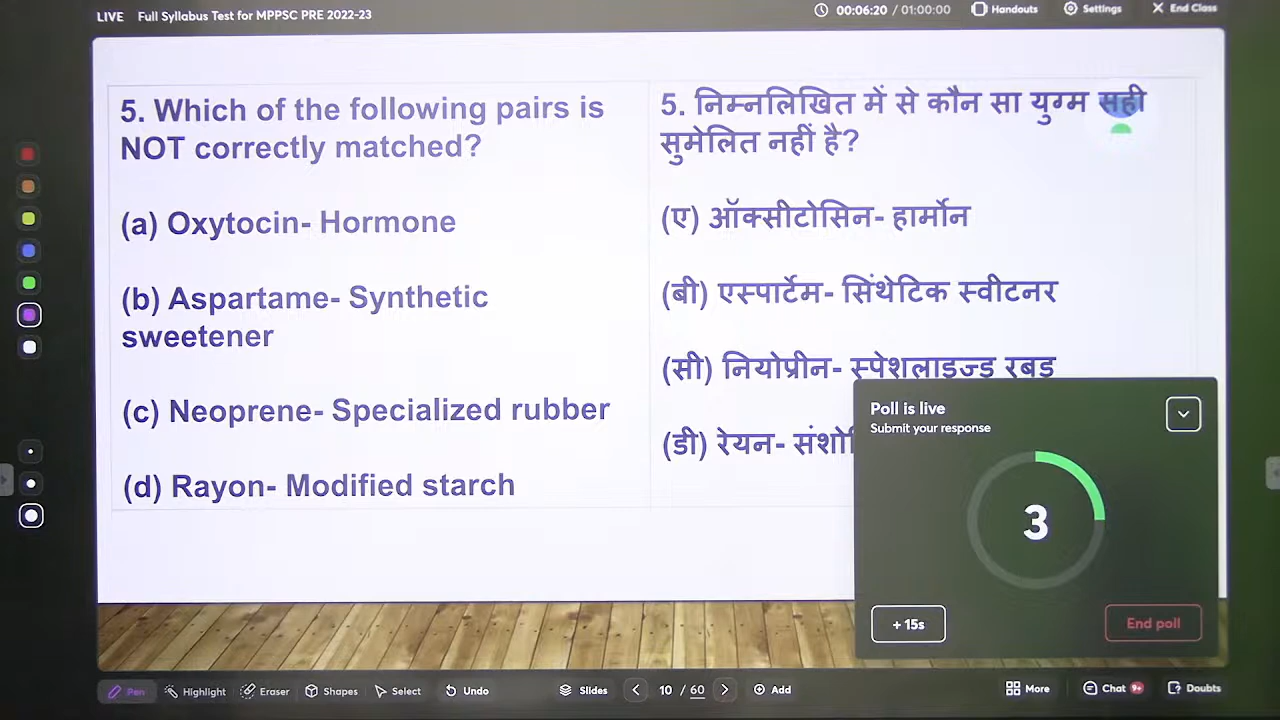 LIVE Full Syllabus Test for MPPSC PRE 2022-23
00:06:20 / 01:00:00 Handouts Settings End Class
5. Which of the following pairs is
NOT correctly matched?
(a) Oxytocin- Hormone
(b) Aspartame- Synthetic
sweetener
(c) Neoprene- Specialized rubber
(d) Rayon- Modified starch
5. निम्नलिखित में से कौन सा युग्म सही
सुमेलित नहीं है?
(ए) ऑक्सीटोसिन- हार्मोन
(बी) एस्पार्टेम- सिंथेटिक स्वीटनर
(सी) नियोप्रीन- स्पेशलाइज्ड रबड़
(डी) रेयन-
Poll is live
Submit your response
3
+ 15s End poll
Pen Highlight Eraser Shapes Select Undo Slides 10 / 60 Add More Chat 9+ Doubts